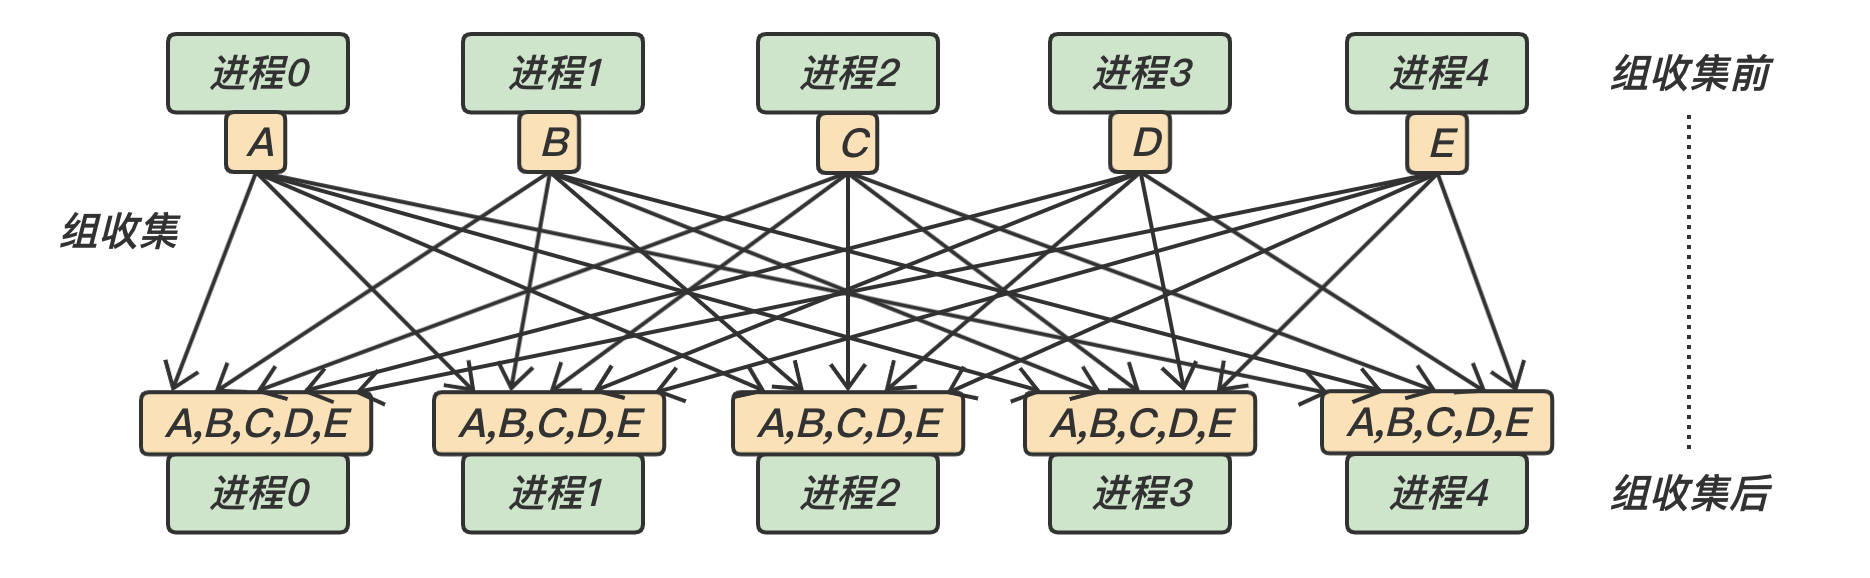 进程0 进程1 进程2 进程3 进程4 组收集前
A B C D E
组收集
A,B,C,D,E A,B,C,D,E A,B,C,D,E A,B,C,D,E A,B,C,D,E
进程0 进程1 进程2 进程3 进程4 组收集后